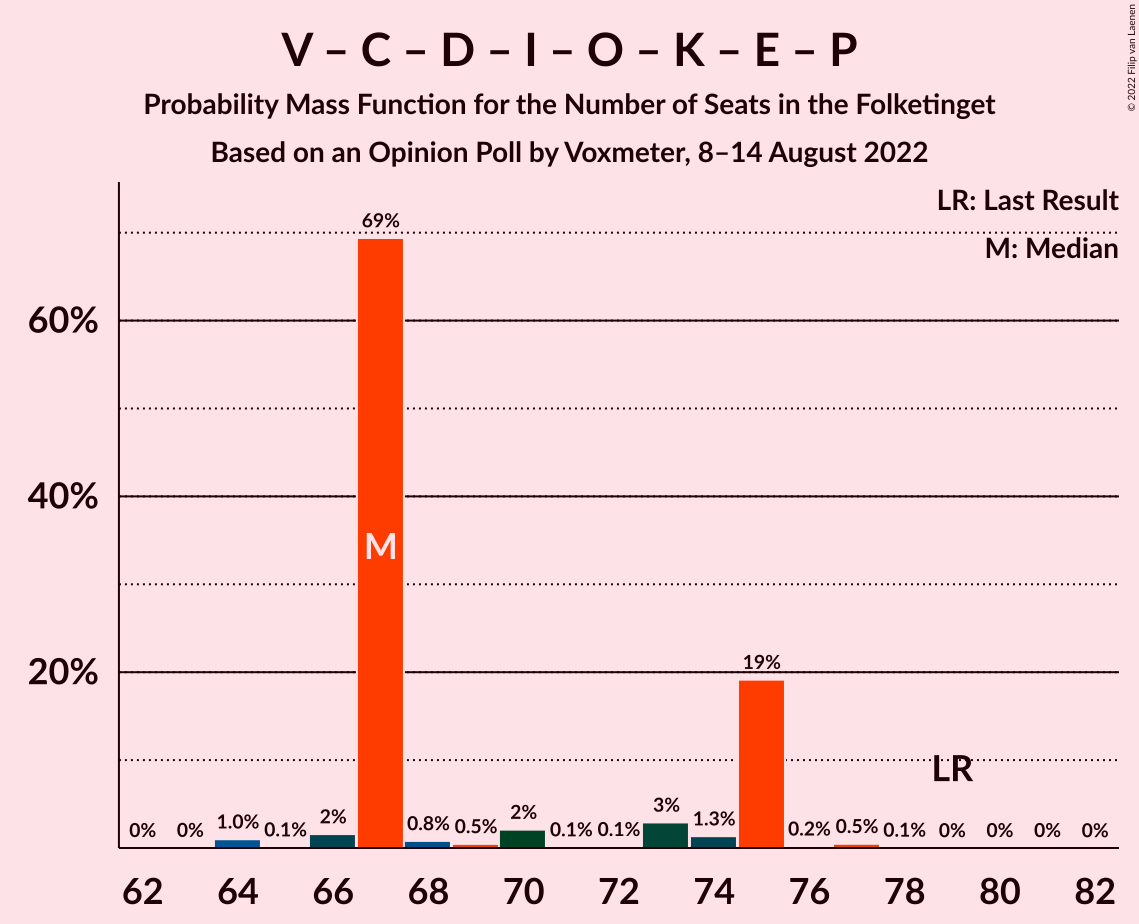 V – C – D – I – O – K – E – P
Probability Mass Function for the Number of Seats in the Folketinget
Based on an Opinion Poll by Voxmeter, 8–14 August 2022
© 2022 Filip van Laenen
LR: Last Result
M: Median
69%
60%
40%
M
20%
19%
LR
0% 0% 1.0% 0.1% 2% 0.8% 0.5% 2% 0.1% 0.1% 3% 1.3% 0.2% 0.5% 0.1% 0% 0% 0% 0%
62 64 66 68 70 72 74 76 78 80 82